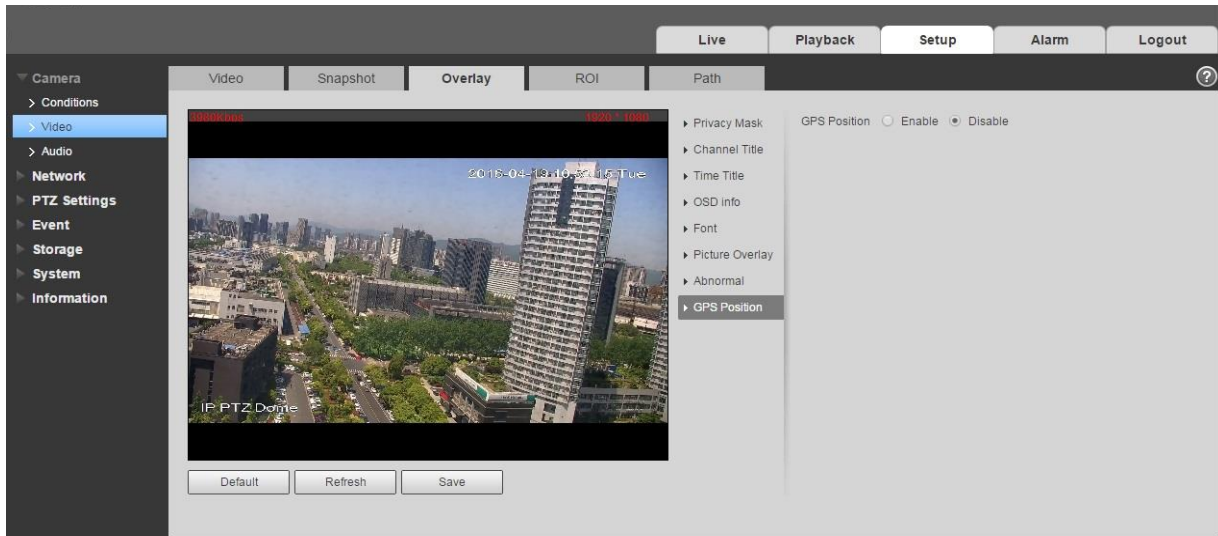 Live Playback Setup Alarm Logout
Camera
Conditions
Video
Audio
Network
PTZ Settings
Event
Storage
System
Information
Video Snapshot Overlay ROI Path
?
1920 * 1080
IP PTZ Dome
Default Refresh Save
Privacy Mask
Channel Title
Time Title
OSD info
Font
Picture Overlay
Abnormal
GPS Position
GPS Position Enable Disable